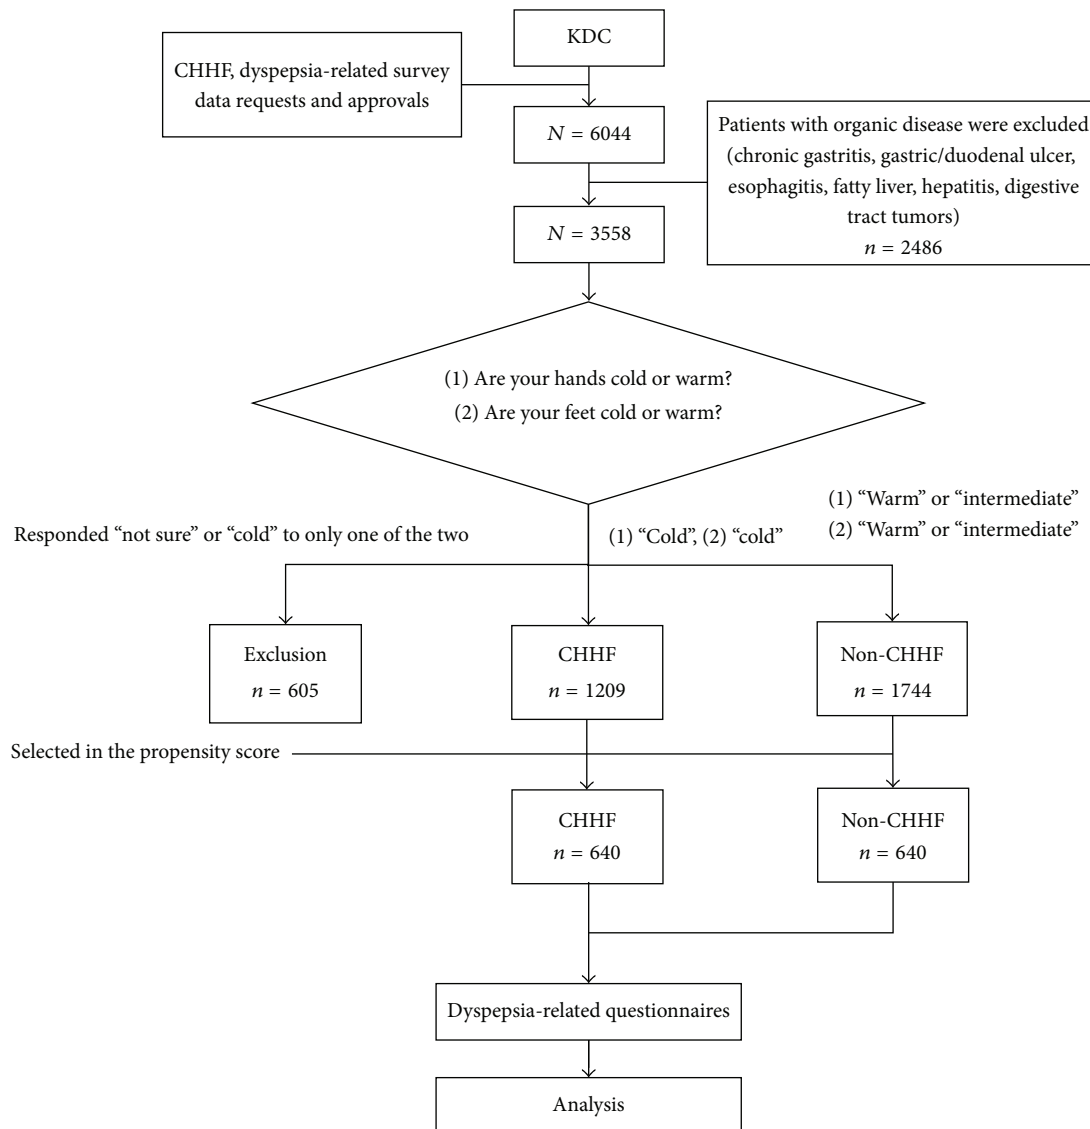 KDC
CHHF, dyspepsia-related survey
data requests and approvals
N = 6044
Patients with organic disease were excluded
(chronic gastritis, gastric/duodenal ulcer,
esophagitis, fatty liver, hepatitis, digestive
tract tumors)
n = 2486
N = 3558
(1) Are your hands cold or warm?
(2) Are your feet cold or warm?
Responded “not sure” or “cold” to only one of the two
(1) “Cold”, (2) “cold”
(1) “Warm” or “intermediate”
(2) “Warm” or “intermediate”
Exclusion
n = 605
CHHF
n = 1209
Non-CHHF
n = 1744
Selected in the propensity score
CHHF
n = 640
Non-CHHF
n = 640
Dyspepsia-related questionnaires
Analysis